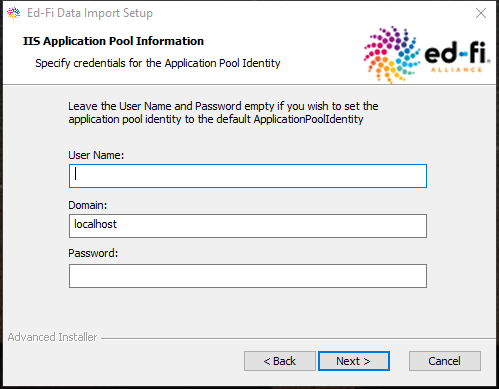 Ed-Fi Data Import Setup
IIS Application Pool Information
Specify credentials for the Application Pool Identity
ed-fi
ALLIANCE
Leave the User Name and Password empty if you wish to set the
application pool identity to the default ApplicationPoolIdentity
User Name:
Domain:
localhost
Password:
Advanced Installer
< Back
Next >
Cancel